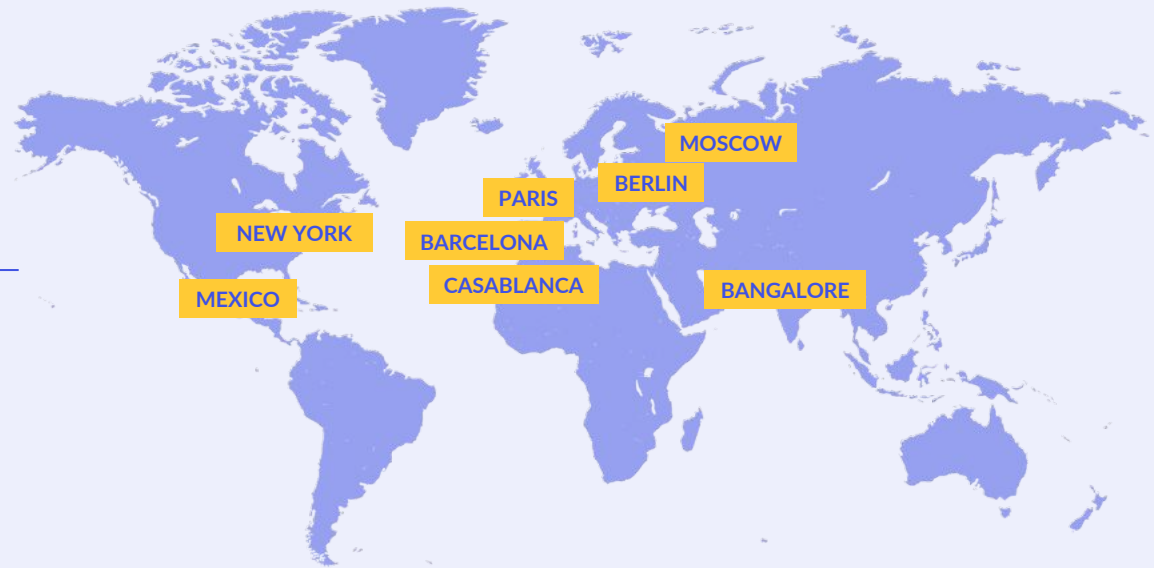 MOSCOW
BERLIN
PARIS
NEW YORK
BARCELONA
CASABLANCA
BANGALORE
MEXICO